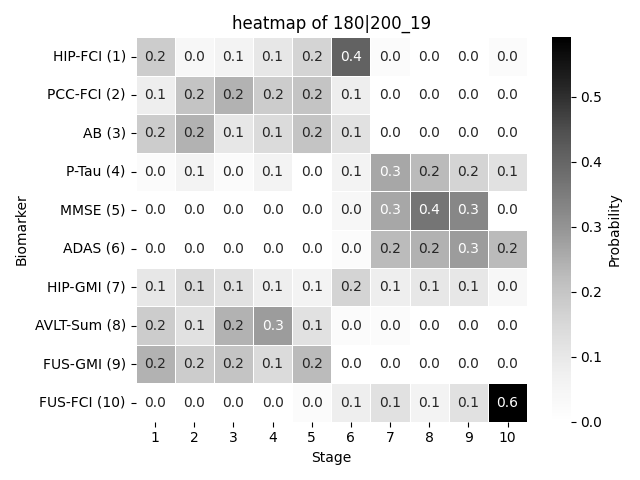 heatmap of 180|200_19
HIP-FCI (1) 0.2 0.0 0.1 0.1 0.2 0.4 0.0 0.0 0.0 0.0
PCC-FCI (2) 0.1 0.2 0.2 0.2 0.2 0.1 0.0 0.0 0.0 0.0
AB (3) 0.2 0.2 0.1 0.1 0.2 0.1 0.0 0.0 0.0 0.0
P-Tau (4) 0.0 0.1 0.0 0.1 0.0 0.1 0.3 0.2 0.2 0.1
MMSE (5) 0.0 0.0 0.0 0.0 0.0 0.0 0.3 0.4 0.3 0.0
ADAS (6) 0.0 0.0 0.0 0.0 0.0 0.0 0.2 0.2 0.3 0.2
HIP-GMI (7) 0.1 0.1 0.1 0.1 0.1 0.2 0.1 0.1 0.1 0.0
AVLT-Sum (8) 0.2 0.1 0.2 0.3 0.1 0.0 0.0 0.0 0.0 0.0
FUS-GMI (9) 0.2 0.2 0.2 0.1 0.2 0.0 0.0 0.0 0.0 0.0
FUS-FCI (10) 0.0 0.0 0.0 0.0 0.0 0.1 0.1 0.1 0.1 0.6
1 2 3 4 5 6 7 8 9 10
Stage
Biomarker
0.5
0.4
0.3
0.2
0.1
0.0
Probability